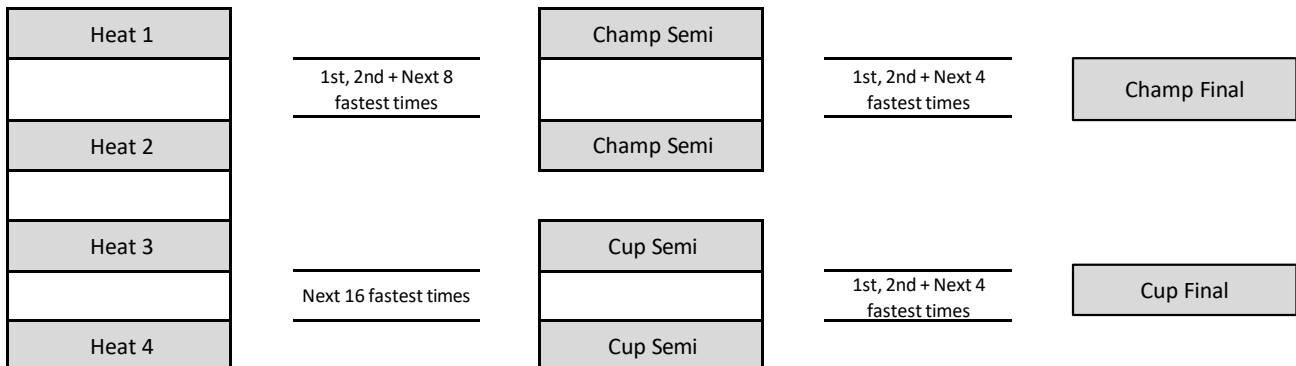 Heat 1
Champ Semi
1st, 2nd + Next 8
fastest times
1st, 2nd + Next 4
fastest times
Champ Final
Heat 2
Champ Semi
Heat 3
Cup Semi
Next 16 fastest times
1st, 2nd + Next 4
fastest times
Cup Final
Heat 4
Cup Semi